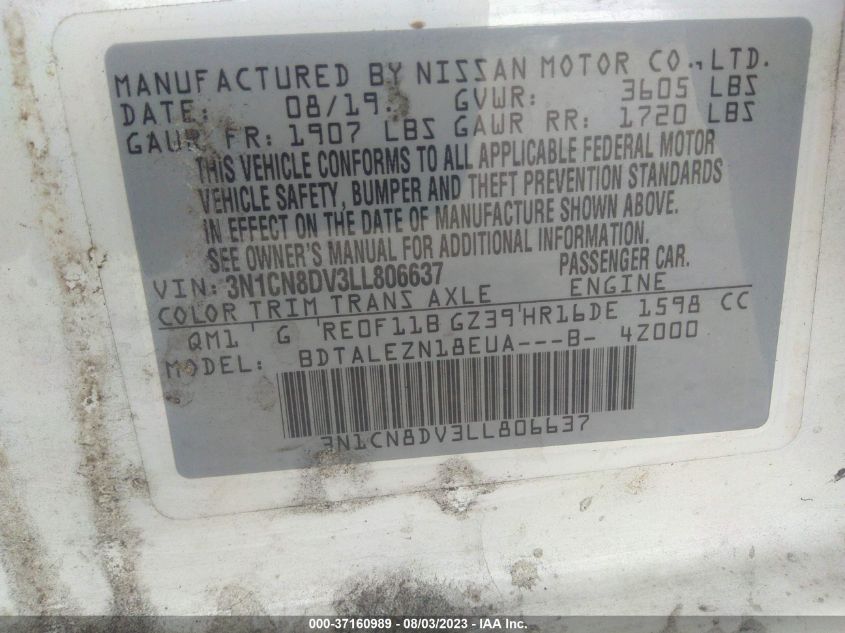 MANUFACTURED BY NISSAN MOTOR CO., LTD.
DATE: 08/19 GVWR: 3605 LBS
GAWR FR: 1907 LBS GAWR RR: 1720 LBS
THIS VEHICLE CONFORMS TO ALL APPLICABLE FEDERAL MOTOR
VEHICLE SAFETY, BUMPER AND THEFT PREVENTION STANDARDS
IN EFFECT ON THE DATE OF MANUFACTURE SHOWN ABOVE.
SEE OWNER'S MANUAL FOR ADDITIONAL INFORMATION.
VIN: 3N1CN8DV3LL806637 PASSENGER CAR.
COLOR TRIM TRANS AXLE ENGINE
QM1 G RE0F11B GZ39 HR16DE 1598 CC
MODEL: BDTALEZN18EUA---B- 4Z000
3N1CN8DV3LL806637
000-37160989 - 08/03/2023 - IAA Inc.